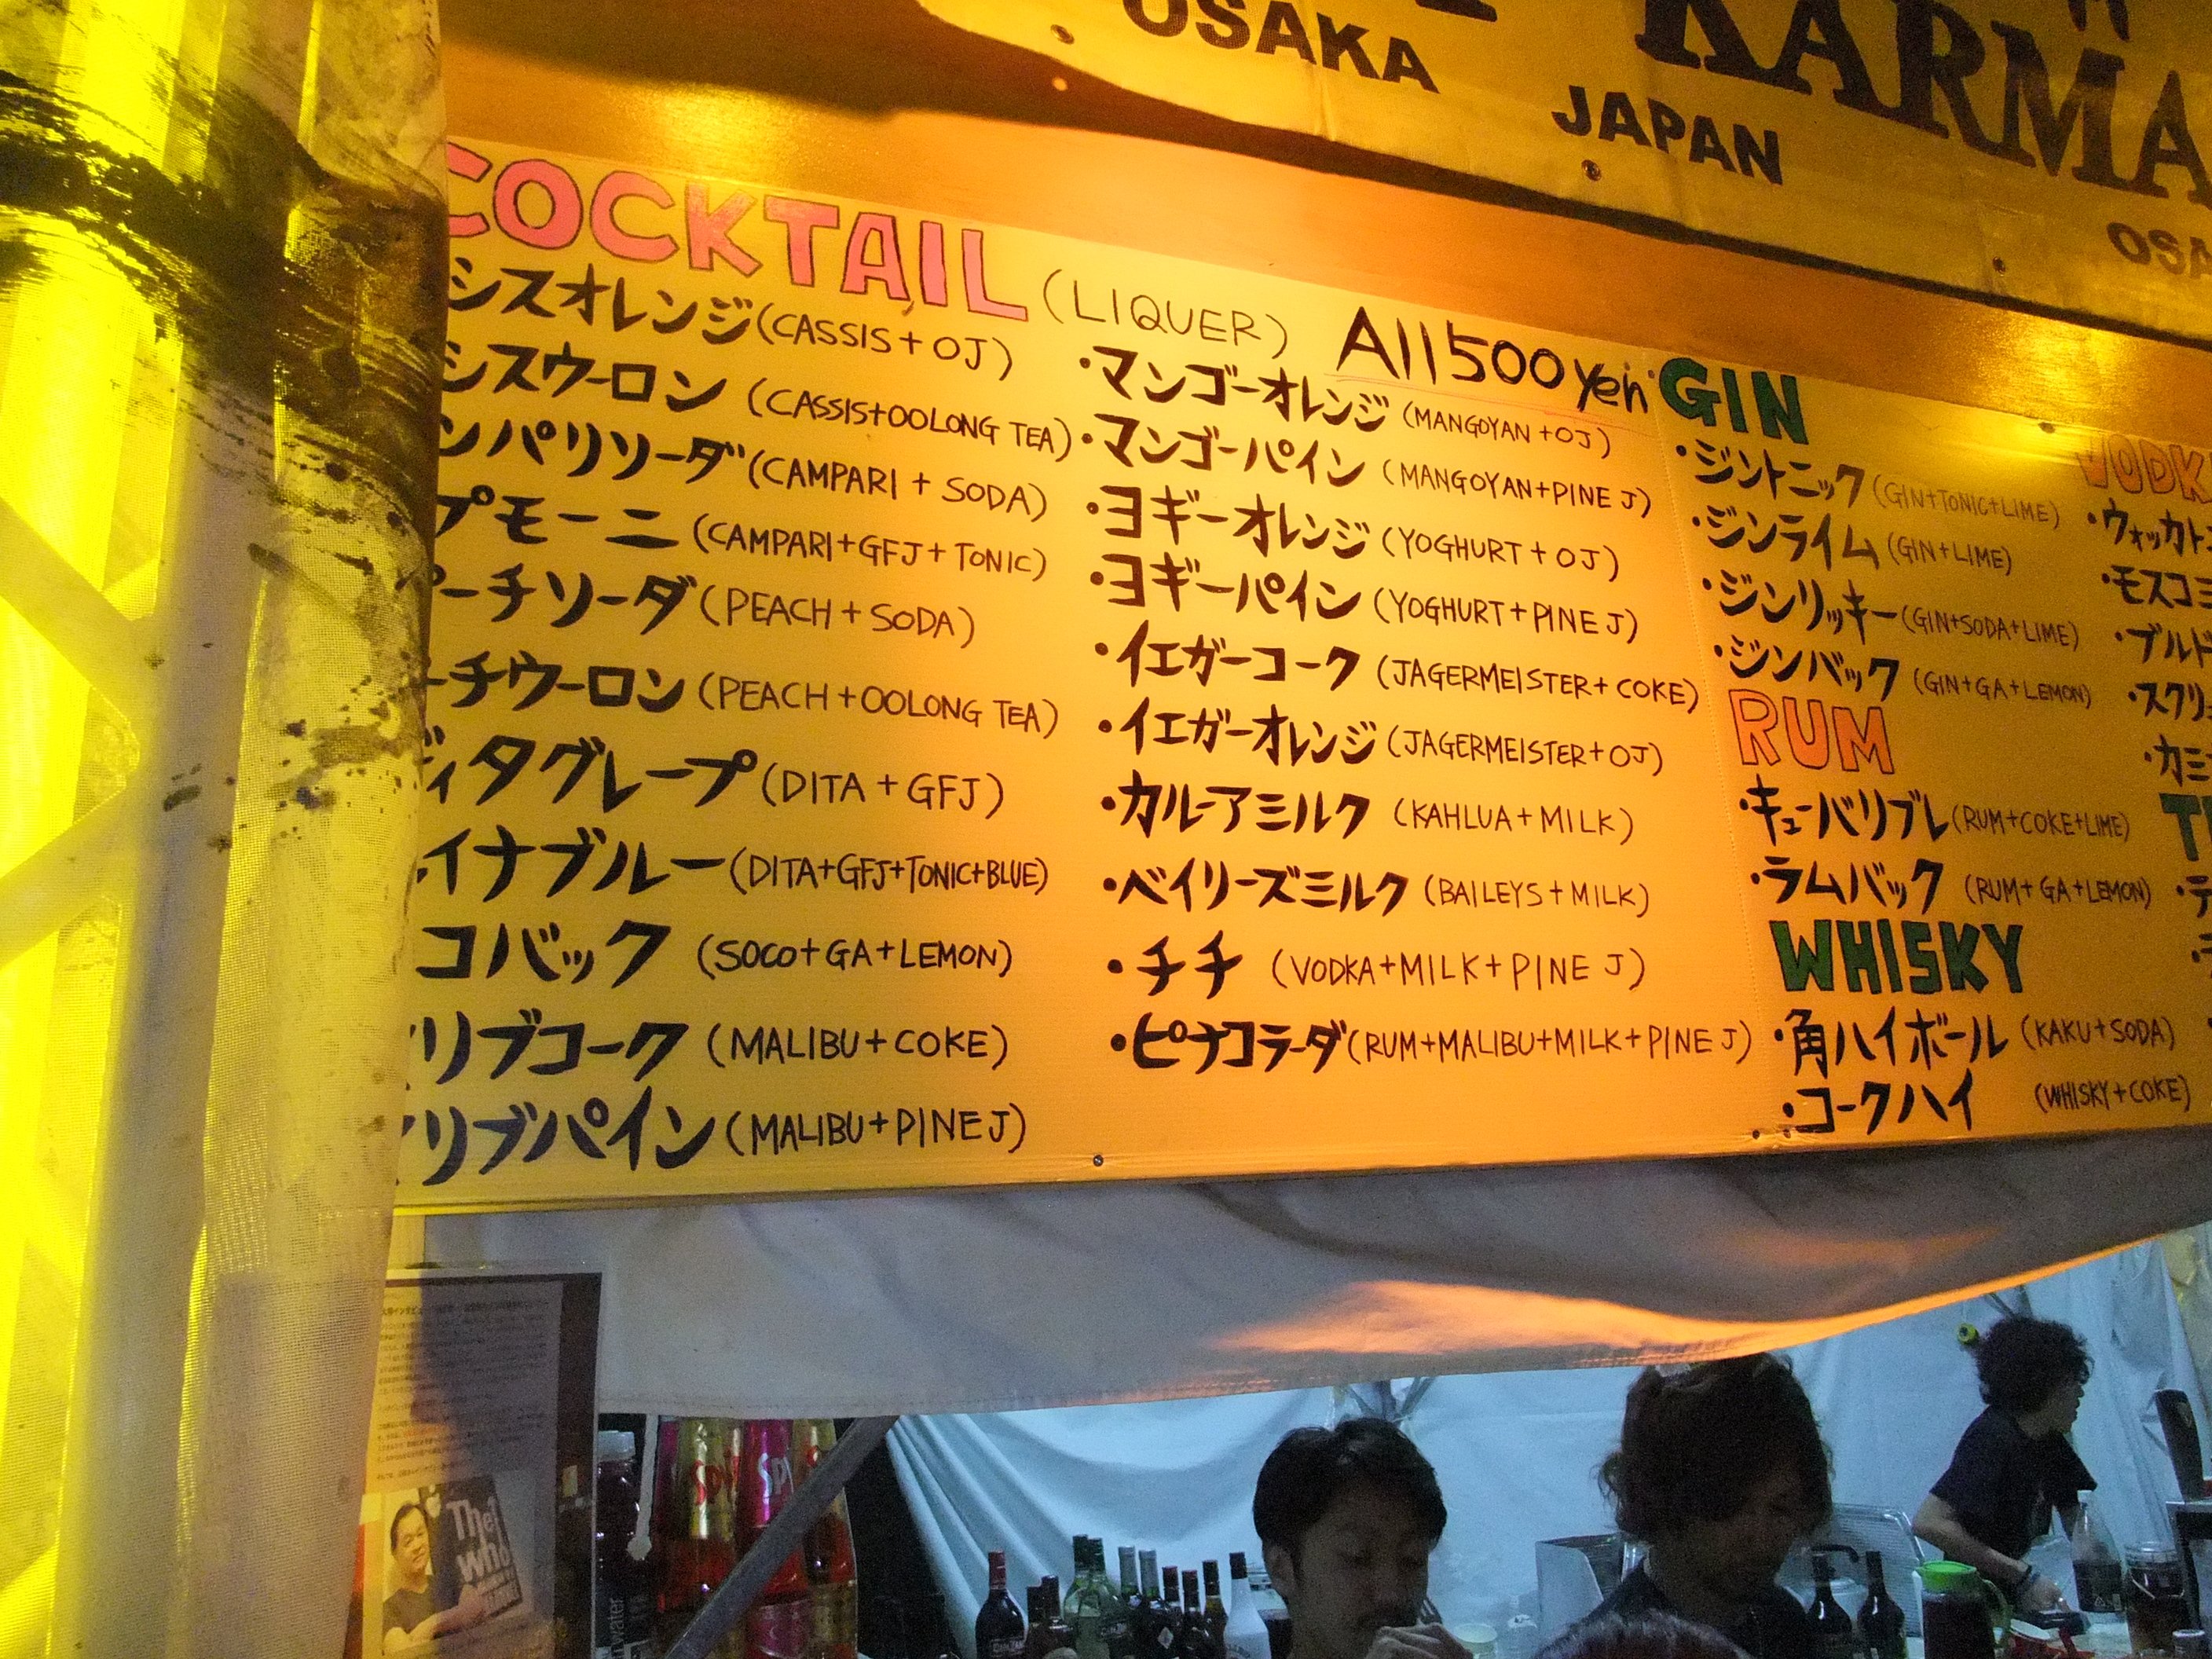 OSAKA
JAPAN
KARMA
COCKTAIL (LIQUER) All 500 yen
シスオレンジ (CASSIS + OJ)
シスウーロン (CASSIS+OOLONG TEA)
ンパリソーダ (CAMPARI + SODA)
プモーニ (CAMPARI+GFJ+TONIC)
ーチソーダ (PEACH + SODA)
ーチウーロン (PEACH+OOLONG TEA)
ディタグレープ (DITA + GFJ)
イナブルー (DITA+GFJ+TONIC+BLUE)
コバック (SOCO+GA+LEMON)
リブコーク (MALIBU+COKE)
リブパイン (MALIBU+PINE J)
・マンゴーオレンジ (MANGOYAN+OJ)
・マンゴーパイン (MANGOYAN+PINE J)
・ヨギーオレンジ (YOGHURT + OJ)
・ヨギーパイン (YOGHURT+PINE J)
・イエガーコーク (JAGERMEISTER+COKE)
・イエガーオレンジ (JAGERMEISTER+OJ)
・カルーアミルク (KAHLUA+MILK)
・ベイリーズミルク (BAILEYS+MILK)
・チチ (VODKA+MILK+PINE J)
・ピナコラーダ (RUM+MALIBU+MILK+PINE J)
GIN
・ジントニック (GIN+TONIC+LIME)
・ジンライム (GIN+LIME)
・ジンリッキー (GIN+SODA+LIME)
・ジンバック (GIN+GA+LEMON)
RUM
・キューバリブレ (RUM+COKE+LIME)
・ラムバック (RUM+GA+LEMON)
WHISKY
・角ハイボール (KAKU+SODA)
・コークハイ (WHISKY+COKE)
VODK
・ウォッカト
・モスコミ
・ブルド
・スクリ
・カミ
The
who